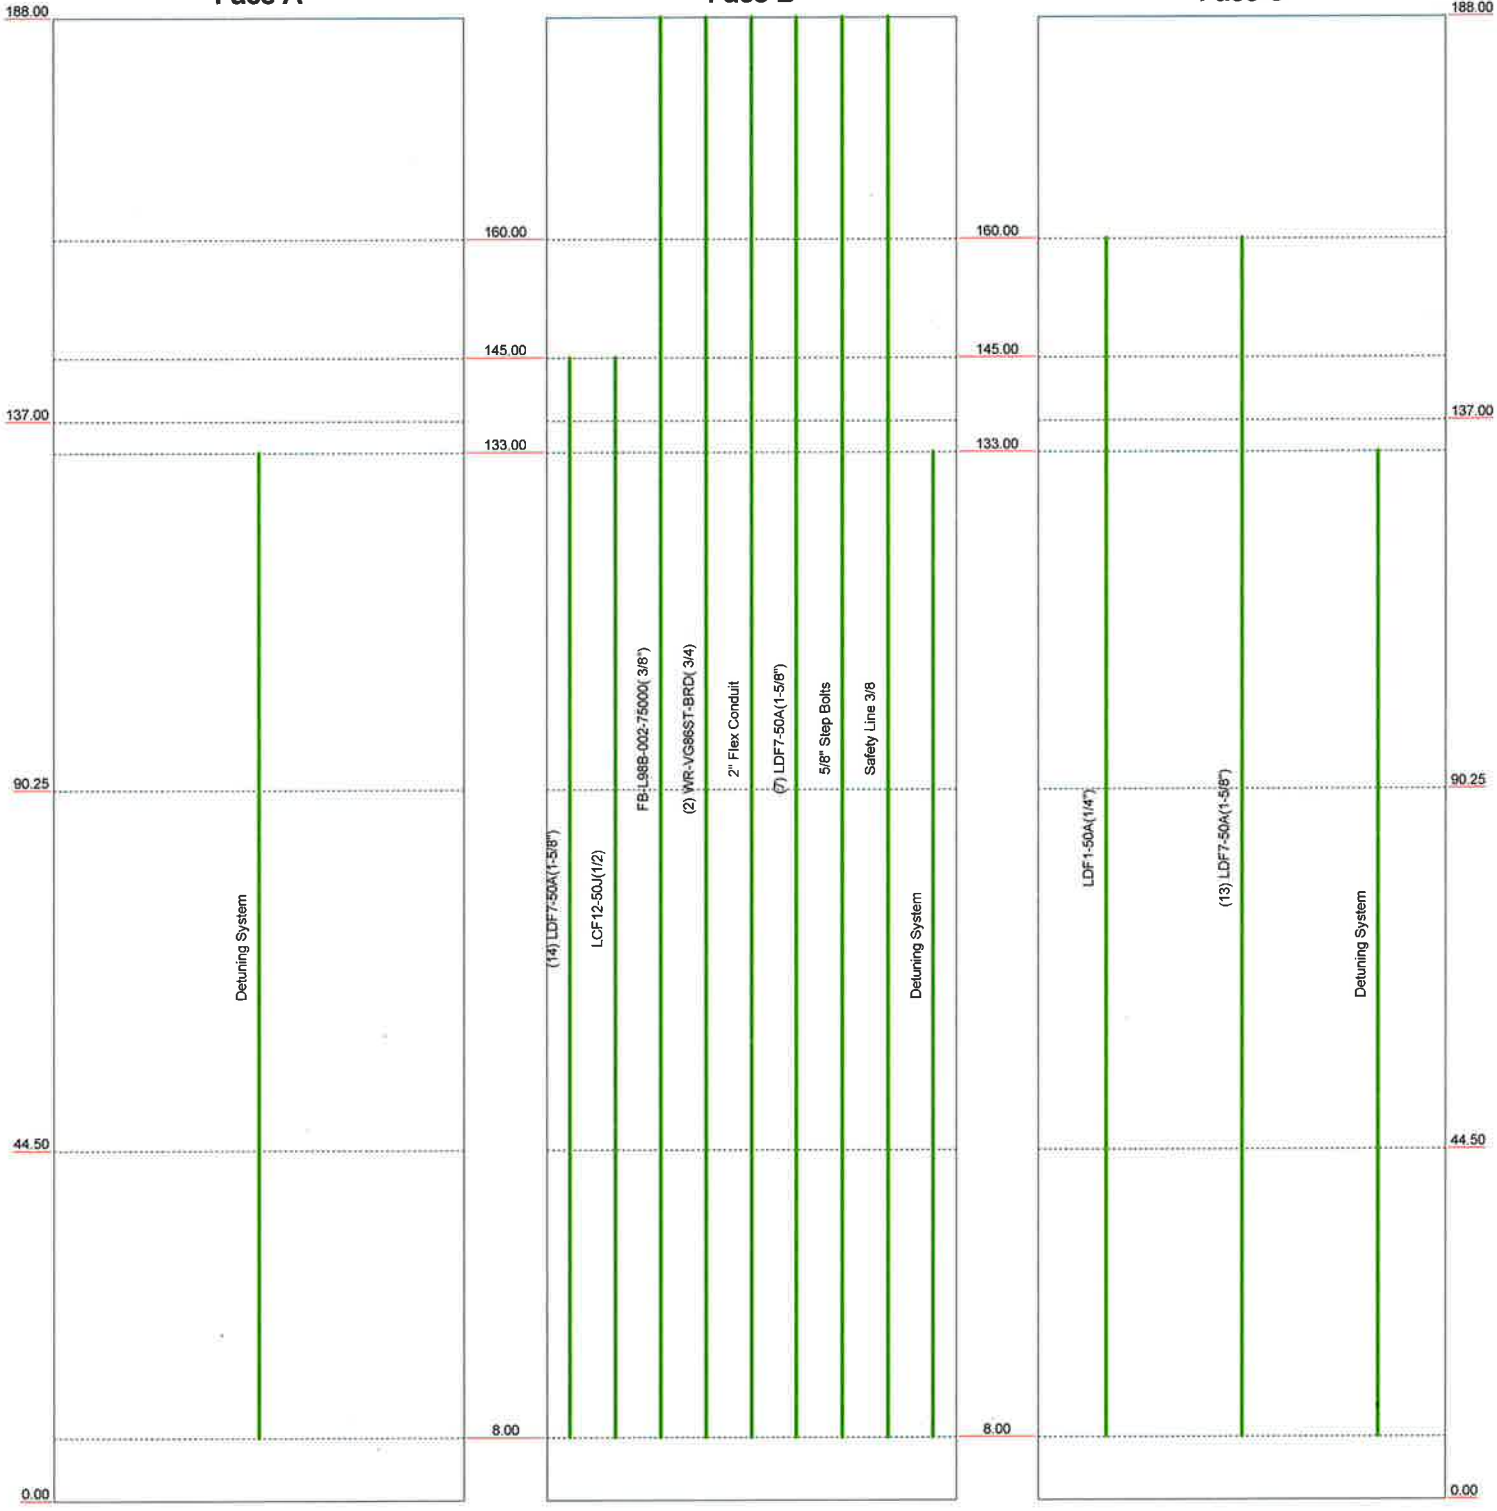 Face A
Face B
188.00
188.00
160.00
160.00
145.00
145.00
137.00
137.00
133.00
133.00
FB-L98B-002-75000( 3/8")
(2) WR-VG86ST-BRD( 3/4)
2" Flex Conduit
(7) LDF7-50A(1-5/8")
5/8" Step Bolts
Safety Line 3/8
90.25
90.25
Detuning System
(14) LDF7-50A(1-5/8")
LCF12-50J(1/2)
Detuning System
LDF1-50A(1/4")
(13) LDF7-50A(1-5/8")
Detuning System
44.50
44.50
8.00
8.00
0.00
0.00